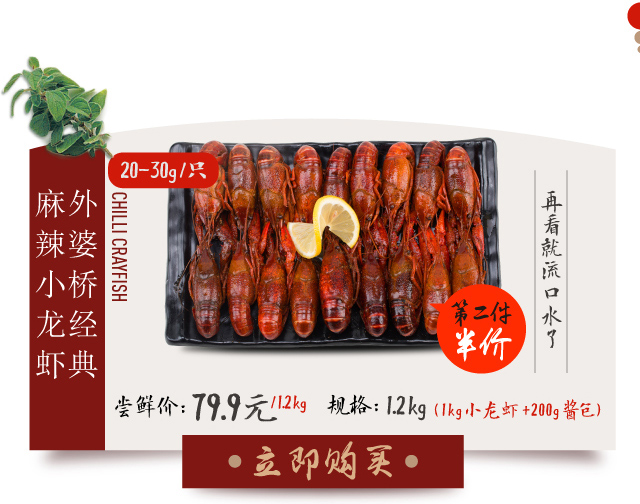 外婆桥经典
麻辣小龙虾
CHILLI CRAYFISH
20-30g/只
再看就流口水了
第二件
半价
尝鲜价:79.9元/1.2kg
规格:1.2kg(1kg小龙虾+200g酱包)
•立即购买•